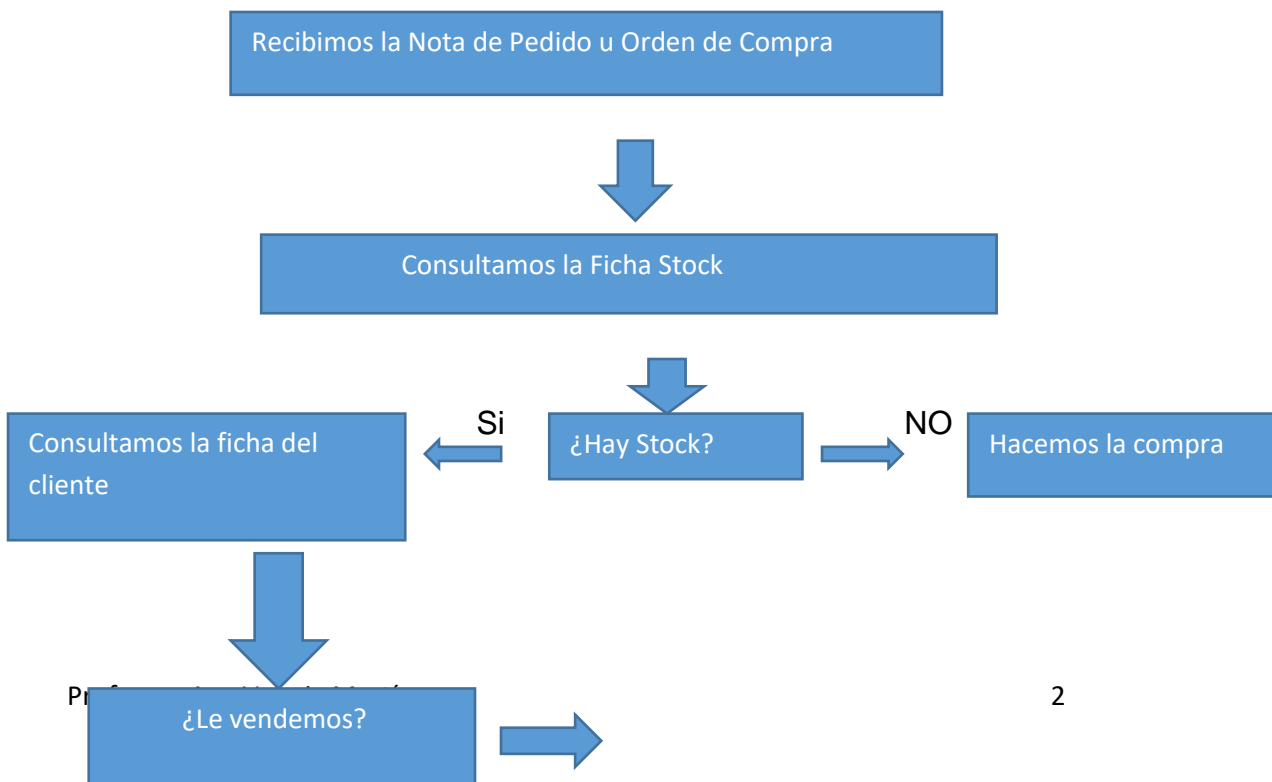 Recibimos la Nota de Pedido u Orden de Compra
Consultamos la Ficha Stock
Si
¿Hay Stock?
NO
Hacemos la compra
Consultamos la ficha del
cliente
2
¿Le vendemos?